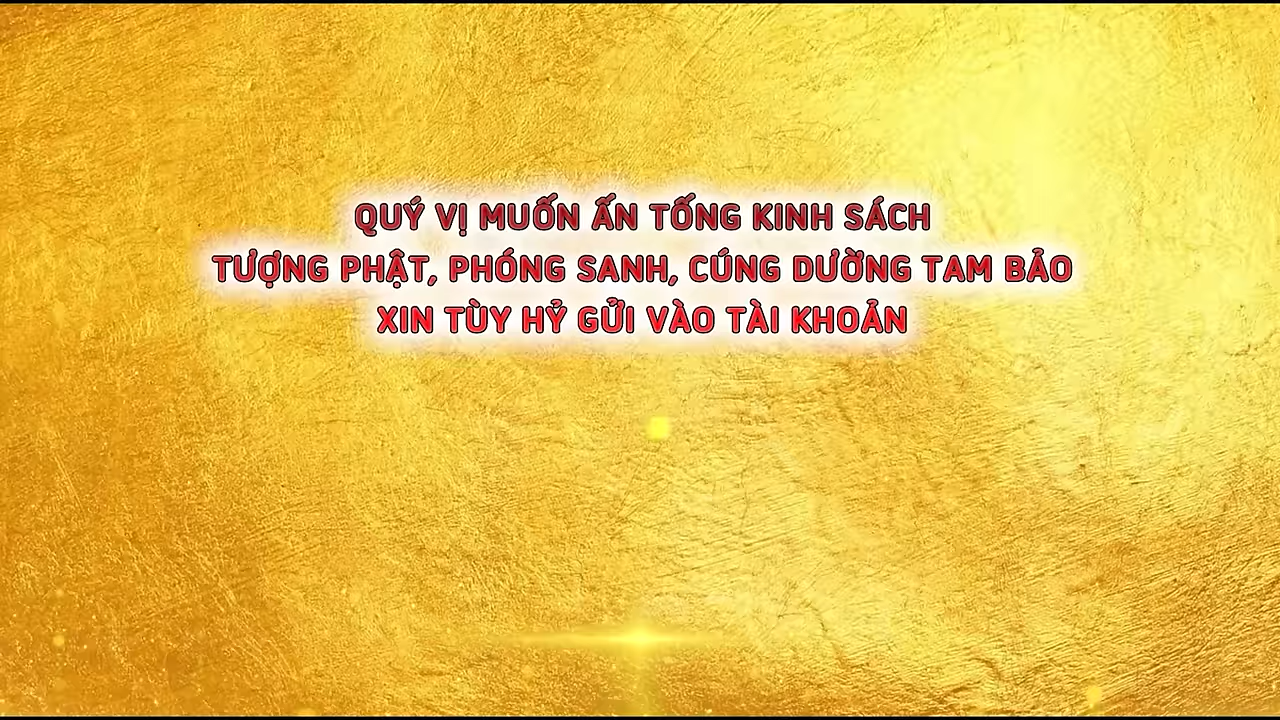 QUÝ VỊ MUỐN ẤN TỐNG KINH SÁCH
TƯỢNG PHẬT, PHÓNG SANH, CÚNG DƯỜNG TAM BẢO
XIN TÙY HỶ GỬI VÀO TÀI KHOẢN